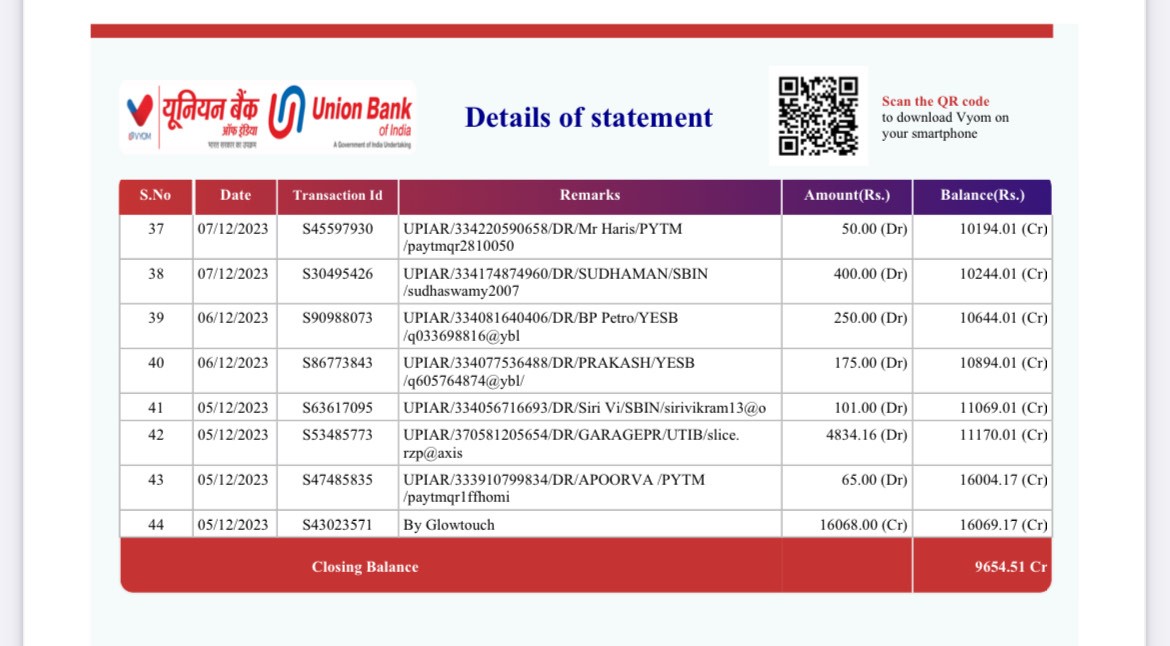 यूनियन बैंक
ऑफ इंडिया
भारत सरकार का उपक्रम
Union Bank
of India
A Government of India Undertaking
VYOM
Details of statement
Scan the QR code
to download Vyom on
your smartphone
S.No Date Transaction Id Remarks Amount(Rs.) Balance(Rs.)
37 07/12/2023 S45597930 UPIAR/334220590658/DR/Mr Haris/PYTM 50.00 (Dr) 10194.01 (Cr)
/paytmqr2810050
38 07/12/2023 S30495426 UPIAR/334174874960/DR/SUDHAMAN/SBIN 400.00 (Dr) 10244.01 (Cr)
/sudhaswamy2007
39 06/12/2023 S90988073 UPIAR/334081640406/DR/BP Petro/YESB 250.00 (Dr) 10644.01 (Cr)
/q033698816@ybl
40 06/12/2023 S86773843 UPIAR/334077536488/DR/PRAKASH/YESB 175.00 (Dr) 10894.01 (Cr)
/q605764874@ybl/
41 05/12/2023 S63617095 UPIAR/334056716693/DR/Siri Vi/SBIN/sirivikram13@o 101.00 (Dr) 11069.01 (Cr)
42 05/12/2023 S53485773 UPIAR/370581205654/DR/GARAGEPR/UTIB/slice. 4834.16 (Dr) 11170.01 (Cr)
rzp@axis
43 05/12/2023 S47485835 UPIAR/333910799834/DR/APOORVA /PYTM 65.00 (Dr) 16004.17 (Cr)
/paytmqr1ffhomi
44 05/12/2023 S43023571 By Glowtouch 16068.00 (Cr) 16069.17 (Cr)
Closing Balance 9654.51 Cr